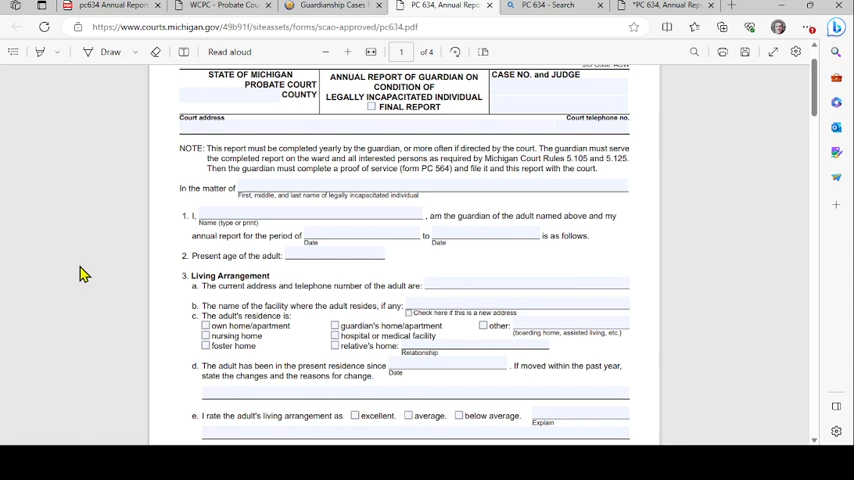 pc634 Annual Report
WCPC - Probate Cou
Guardianship Cases F
PC 634, Annual Repo
PC 634 - Search
*PC 634, Annual Rep
https://www.courts.michigan.gov/49b91f/siteassets/forms/scao-approved/pc634.pdf
Draw
Read aloud
1 of 4
STATE OF MICHIGAN
PROBATE COURT
COUNTY
ANNUAL REPORT OF GUARDIAN ON
CONDITION OF
LEGALLY INCAPACITATED INDIVIDUAL
FINAL REPORT
CASE NO. and JUDGE
Court address
Court telephone no.
NOTE: This report must be completed yearly by the guardian, or more often if directed by the court. The guardian must serve
the completed report on the ward and all interested persons as required by Michigan Court Rules 5.105 and 5.125.
Then the guardian must complete a proof of service (form PC 564) and file it and this report with the court.
In the matter of
First, middle, and last name of legally incapacitated individual
1. I, , am the guardian of the adult named above and my
Name (type or print)
annual report for the period of to is as follows.
Date Date
2. Present age of the adult:
3. Living Arrangement
a. The current address and telephone number of the adult are:
b. The name of the facility where the adult resides, if any:
Check here if this is a new address
c. The adult's residence is:
own home/apartment guardian's home/apartment other:
(boarding home, assisted living, etc.)
nursing home hospital or medical facility
foster home relative's home:
Relationship
d. The adult has been in the present residence since . If moved within the past year,
Date
state the changes and the reasons for change.
e. I rate the adult's living arrangement as excellent. average. below average.
Explain